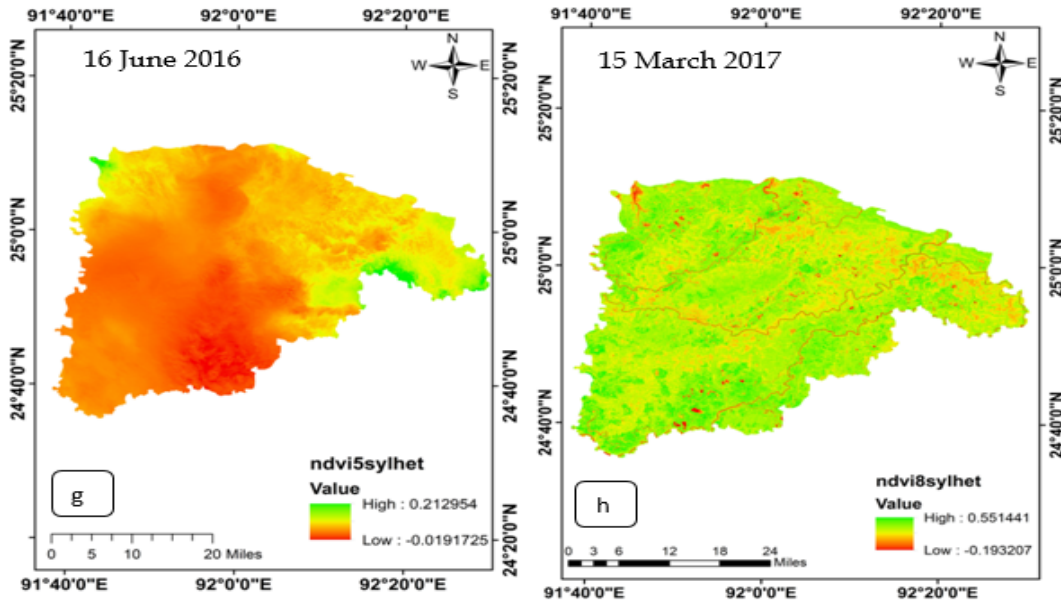 91°40'0"E 92°0'0"E 92°20'0"E
16 June 2016
N
W E
S
25°20'0"N
25°20'0"N
25°0'0"N
25°0'0"N
24°40'0"N
24°40'0"N
24°20'0"N
ndvi5sylhet
Value
High : 0.212954
Low : -0.0191725
g
0 5 10 20 Miles
91°40'0"E 92°0'0"E 92°20'0"E
91°40'0"E 92°0'0"E 92°20'0"E
15 March 2017
N
W E
S
25°20'0"N
25°20'0"N
25°0'0"N
25°0'0"N
24°40'0"N
24°40'0"N
ndvi8sylhet
Value
High : 0.551441
Low : -0.193207
h
0 3 6 12 18 24
Miles
91°40'0"E 92°0'0"E 92°20'0"E